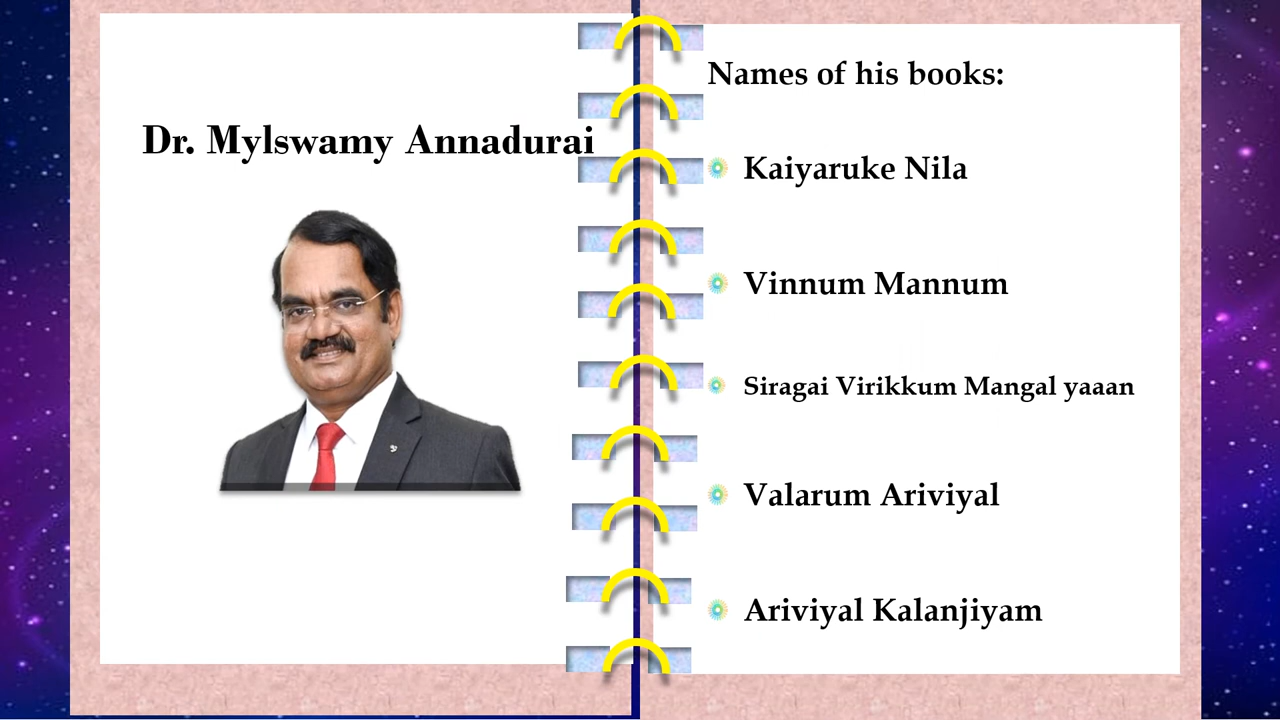 Dr. Mylswamy Annadurai
Names of his books:
Kaiyaruke Nila
Vinnum Mannum
Siragai Virikkum Mangal yaaan
Valarum Ariviyal
Ariviyal Kalanjiyam